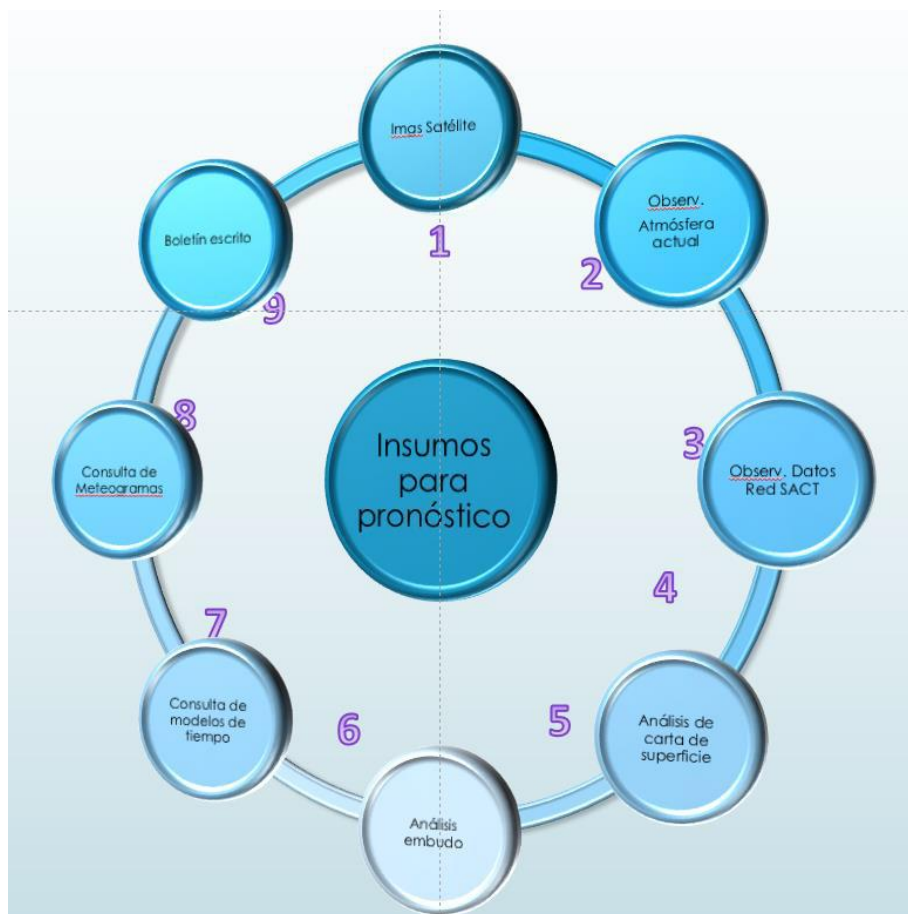 Imas Satélite
1
Observ.
Atmósfera
actual
2
Observ. Datos
Red SACT
3
4
Análisis de
carta de
superficie
5
Análisis
embudo
6
Consulta de
modelos de
tiempo
7
Consulta de
Meteogramas
8
Boletín escrito
9
Insumos
para
pronóstico